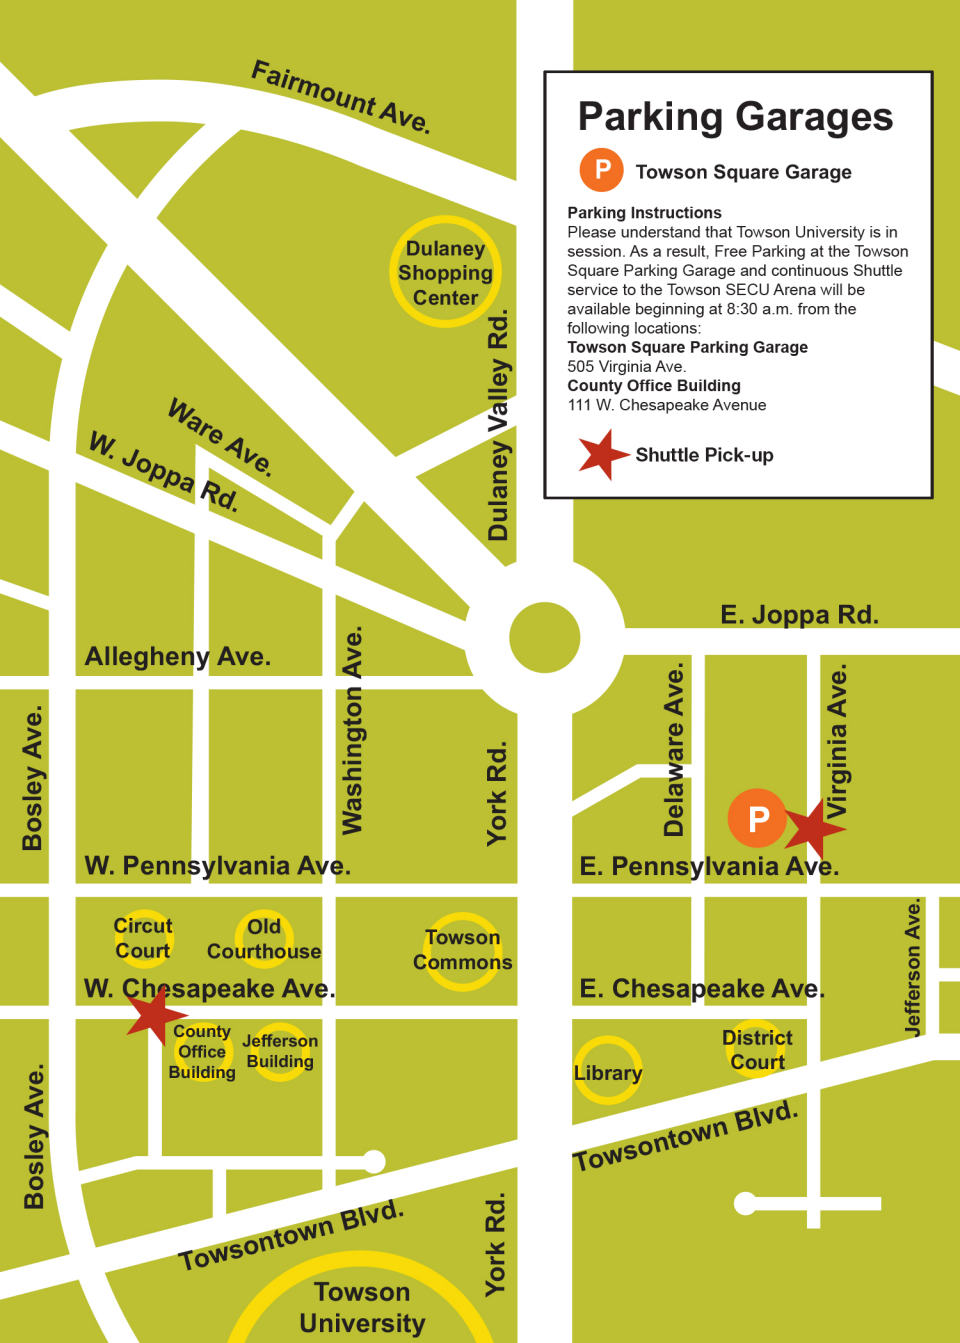 Fairmount Ave.
Parking Garages
P
Towson Square Garage
Parking Instructions
Please understand that Towson University is in
session. As a result, Free Parking at the Towson
Square Parking Garage and continuous Shuttle
service to the Towson SECU Arena will be
available beginning at 8:30 a.m. from the
following locations:
Towson Square Parking Garage
505 Virginia Ave.
County Office Building
111 W. Chesapeake Avenue
Shuttle Pick-up
Dulaney
Shopping
Center
Dulaney Valley Rd.
Ware Ave.
W. Joppa Rd.
E. Joppa Rd.
Allegheny Ave.
Washington Ave.
Bosley Ave.
York Rd.
Delaware Ave.
Virginia Ave.
P
W. Pennsylvania Ave.
E. Pennsylvania Ave.
Circut
Court
Old
Courthouse
Towson
Commons
Jefferson Ave.
W. Chesapeake Ave.
E. Chesapeake Ave.
County
Office
Building
Jefferson
Building
Library
District
Court
Bosley Ave.
Towsontown Blvd.
Towsontown Blvd.
York Rd.
Towson
University